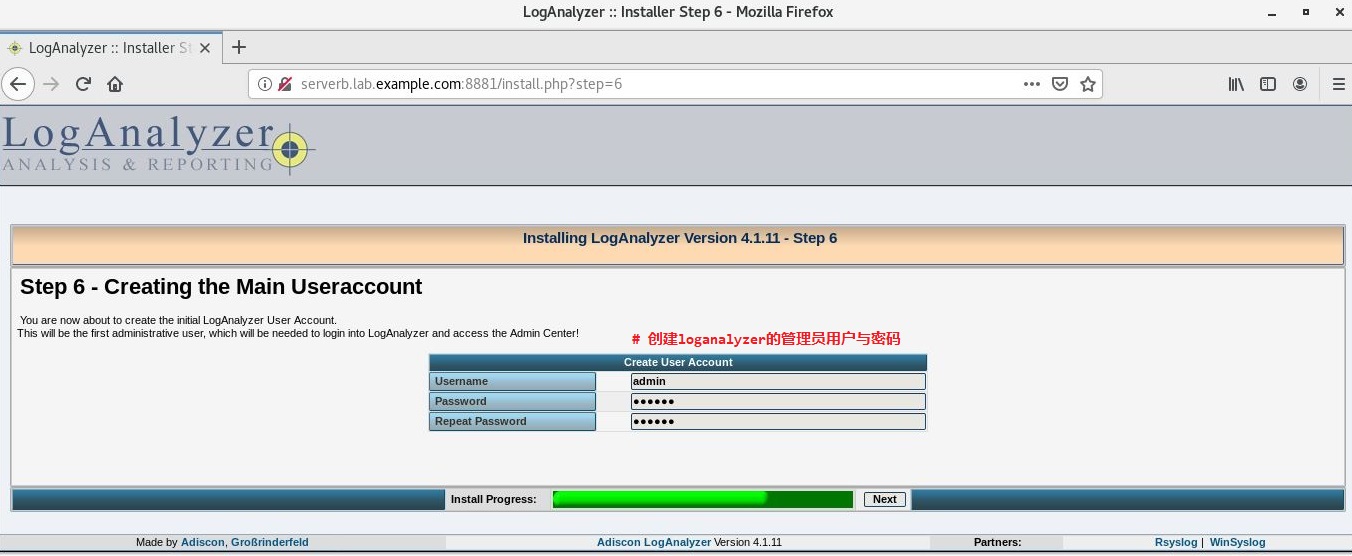 LogAnalyzer :: Installer Step 6 - Mozilla Firefox
LogAnalyzer :: Installer St
serverb.lab.example.com:8881/install.php?step=6
LogAnalyzer
ANALYSIS & REPORTING
Installing LogAnalyzer Version 4.1.11 - Step 6
Step 6 - Creating the Main Useraccount
You are now about to create the initial LogAnalyzer User Account.
This will be the first administrative user, which will be needed to login into LogAnalyzer and access the Admin Center!
# 创建loganalyzer的管理员用户与密码
Create User Account
Username admin
Password ●●●●●●
Repeat Password ●●●●●●
Install Progress: Next
Made by Adiscon, Großrinderfeld Adiscon LogAnalyzer Version 4.1.11 Partners: Rsyslog | WinSyslog